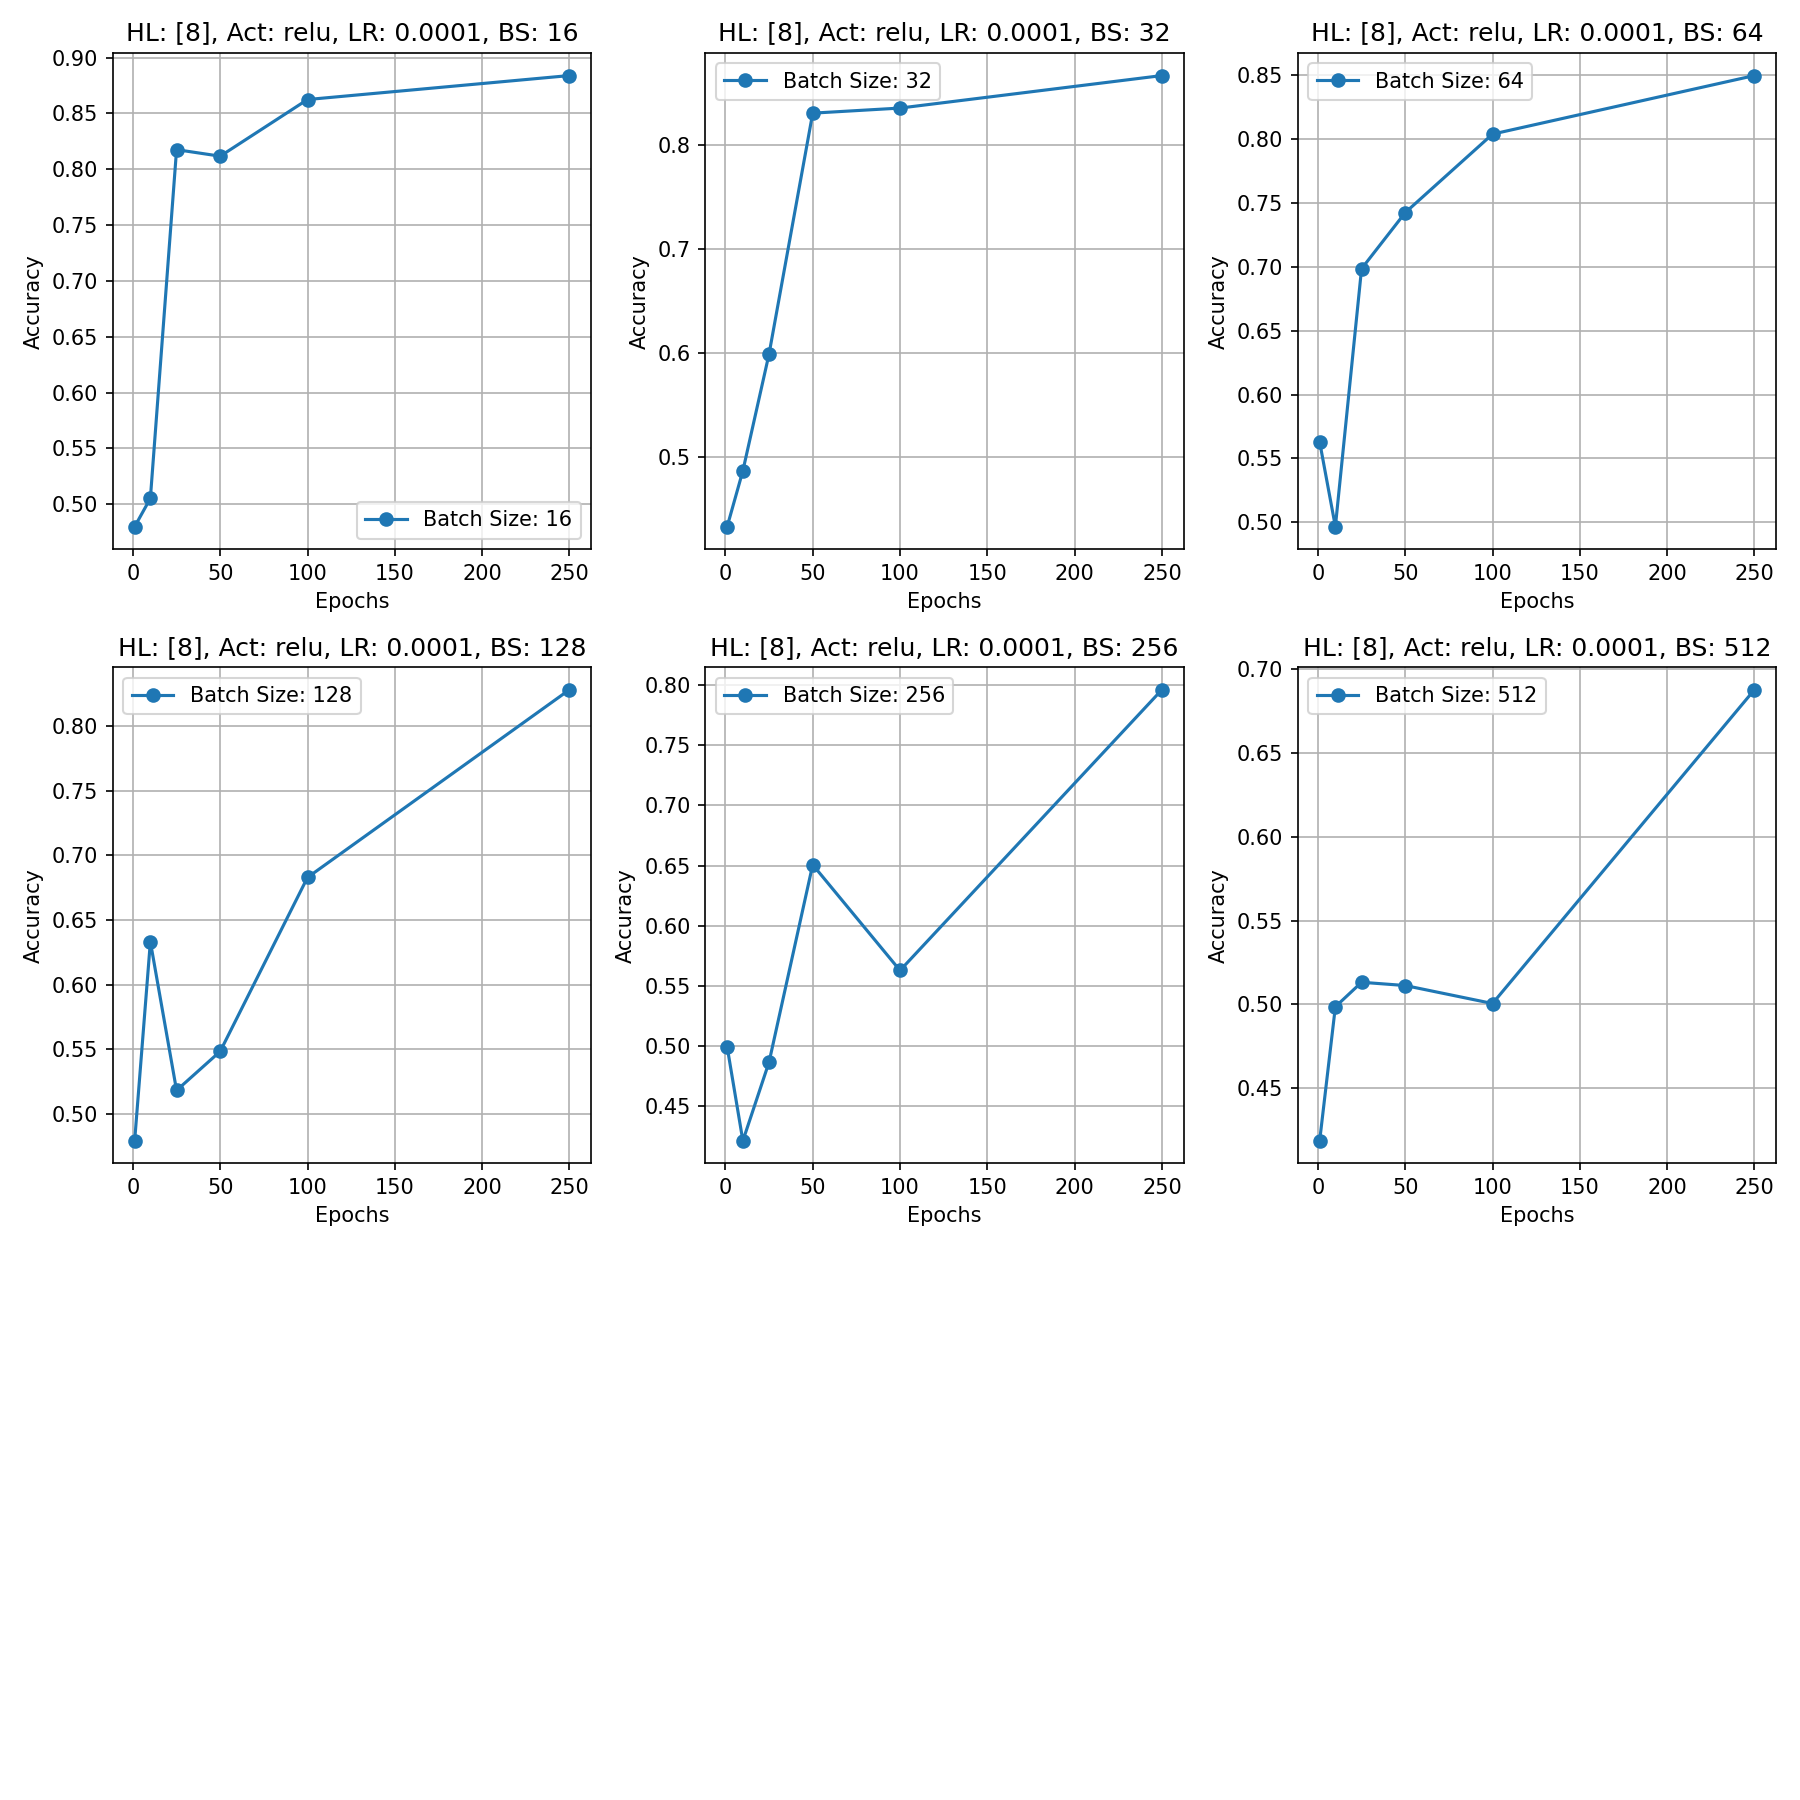 HL: [8], Act: relu, LR: 0.0001, BS: 16
0.90
0.85
0.80
0.75
0.70
0.65
0.60
0.55
0.50
Accuracy
Batch Size: 16
0 50 100 150 200 250
Epochs
HL: [8], Act: relu, LR: 0.0001, BS: 32
Batch Size: 32
0.8
0.7
0.6
0.5
Accuracy
0 50 100 150 200 250
Epochs
HL: [8], Act: relu, LR: 0.0001, BS: 64
Batch Size: 64
0.85
0.80
0.75
0.70
0.65
0.60
0.55
0.50
Accuracy
0 50 100 150 200 250
Epochs
HL: [8], Act: relu, LR: 0.0001, BS: 128
Batch Size: 128
0.80
0.75
0.70
0.65
0.60
0.55
0.50
Accuracy
0 50 100 150 200 250
Epochs
HL: [8], Act: relu, LR: 0.0001, BS: 256
Batch Size: 256
0.80
0.75
0.70
0.65
0.60
0.55
0.50
0.45
Accuracy
0 50 100 150 200 250
Epochs
HL: [8], Act: relu, LR: 0.0001, BS: 512
Batch Size: 512
0.70
0.65
0.60
0.55
0.50
0.45
Accuracy
0 50 100 150 200 250
Epochs